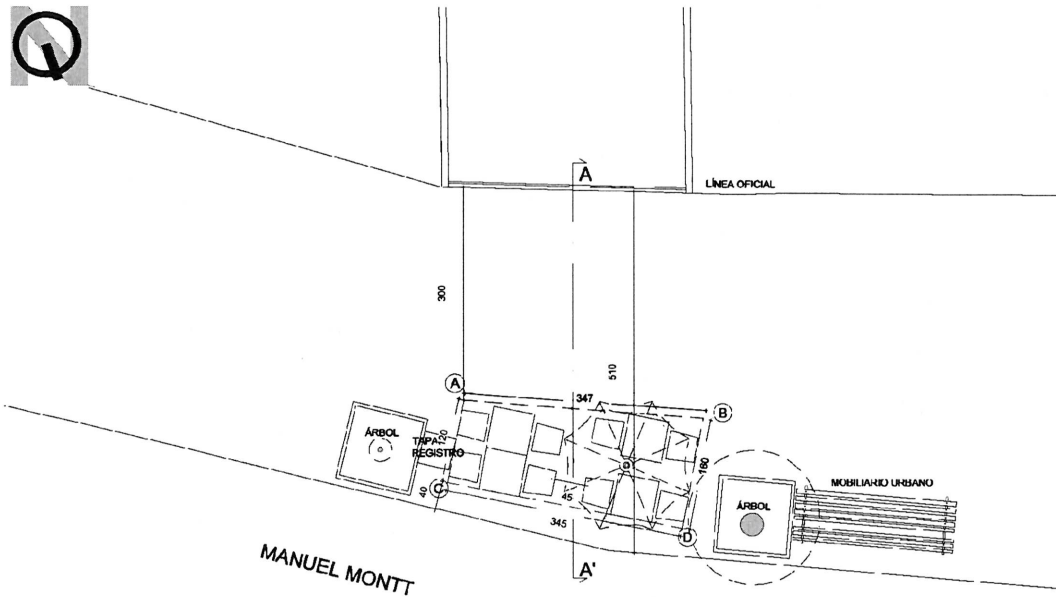 N
A
LÍNEA OFICIAL
300
510
A
347
B
ÁRBOL
TAPA
REGISTRO
120
160
C
40
45
345
D
MOBILIARIO URBANO
ÁRBOL
MANUEL MONTT
A'